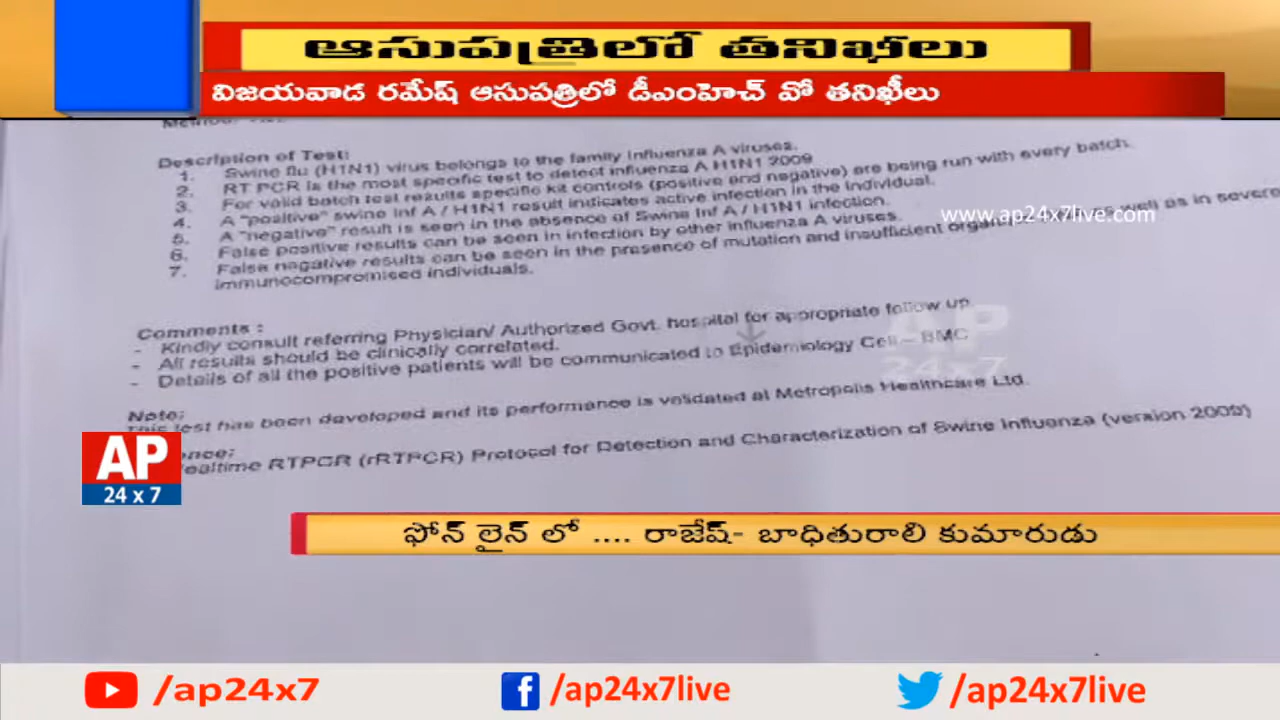 ఆసుపత్రిలో తనిఖీలు
విజయవాడ రమేష్ ఆసుపత్రిలో డీఎంహెచ్ వో తనిఖీలు
Description of Test:
1. Swine flu (H1N1) virus belongs to the family Influenza A viruses.
2. RT PCR is the most specific test to detect influenza A H1N1 2009
3. For valid batch test results specific kit controls (positive and negative) are being run with every batch.
4. A "positive" swine Inf A / H1N1 result indicates active infection in the individual.
5. A "negative" result is seen in the absence of Swine Inf A / H1N1 infection.
6. False positive results can be seen in infection by other influenza A viruses.
7. False negative results can be seen in the presence of mutation and insufficient as well as in severe
immunocompromised individuals.
www.ap24x7live.com
Comments :
- Kindly consult referring Physician/ Authorized Govt. hospital for appropriate follow up
- All results should be clinically correlated.
- Details of all the positive patients will be communicated to Epidemiology Cell – BMC
AP
24 x 7
Note:
This test has been developed and its performance is validated at Metropolis Healthcare Ltd.
Realtime RTPCR (rRTPCR) Protocol for Detection and Characterization of Swine Influenza (version 2009)
AP
24 x 7
ఫోన్ లైన్ లో .... రాజేష్- బాధితురాలి కుమారుడు
/ap24x7
/ap24x7live
/ap24x7live